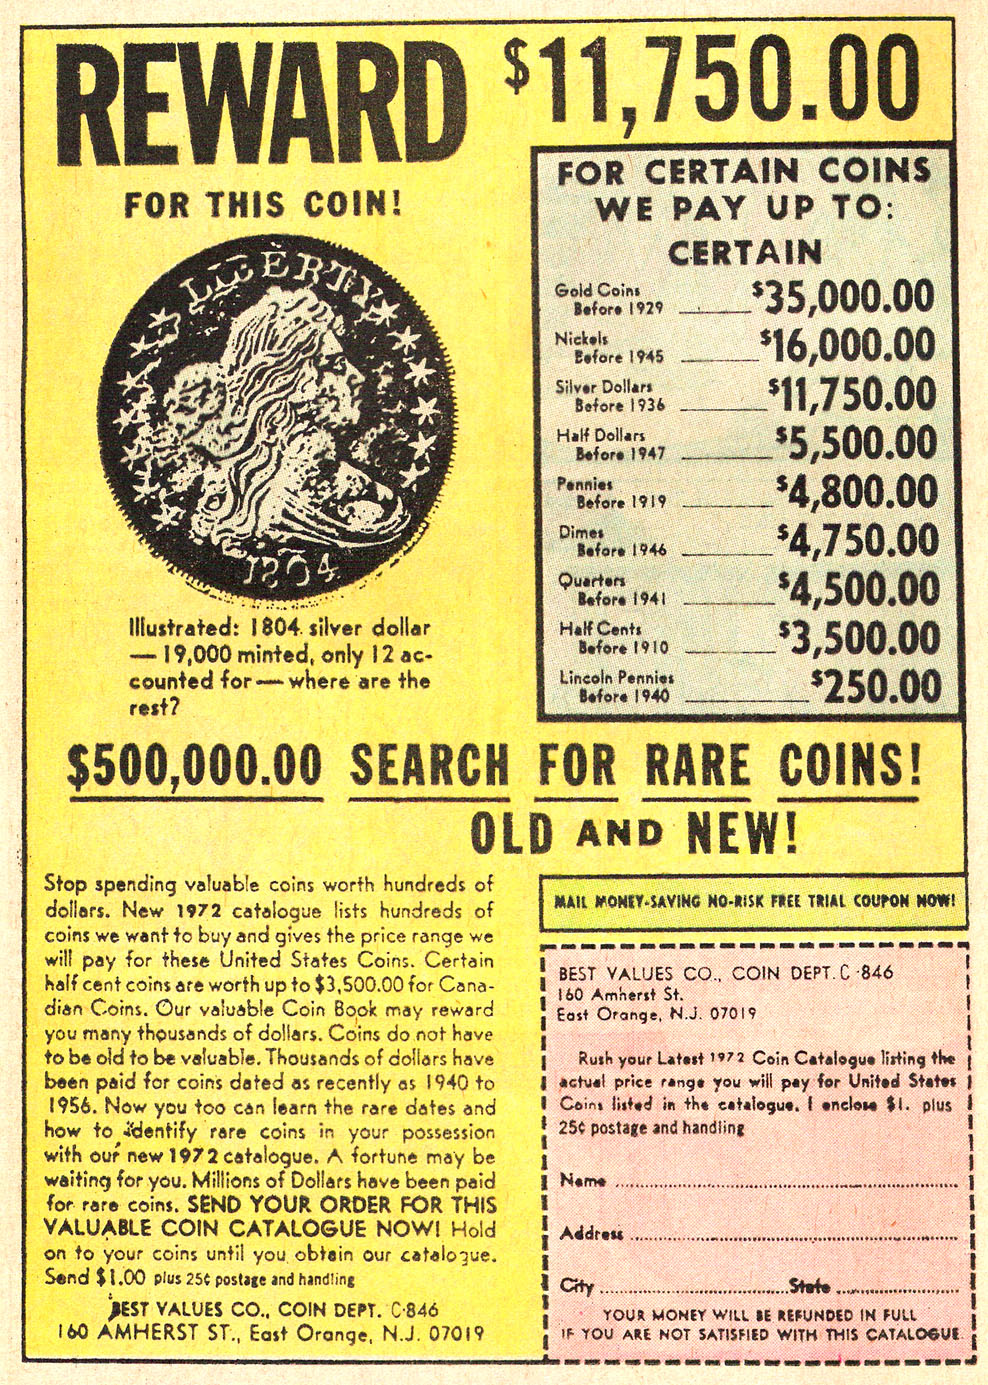 REWARD $11,750.00
FOR THIS COIN!
LIBERTY
1804
Illustrated: 1804 silver dollar
— 19,000 minted, only 12 ac-
counted for — where are the
rest?
FOR CERTAIN COINS
WE PAY UP TO:
CERTAIN
Gold Coins
Before 1929 $35,000.00
Nickels
Before 1945 $16,000.00
Silver Dollars
Before 1936 $11,750.00
Half Dollars
Before 1947 $5,500.00
Pennies
Before 1919 $4,800.00
Dimes
Before 1946 $4,750.00
Quarters
Before 1941 $4,500.00
Half Cents
Before 1910 $3,500.00
Lincoln Pennies
Before 1940 $250.00
$500,000.00 SEARCH FOR RARE COINS!
OLD AND NEW!
Stop spending valuable coins worth hundreds of
dollars. New 1972 catalogue lists hundreds of
coins we want to buy and gives the price range we
will pay for these United States Coins. Certain
half cent coins are worth up to $3,500.00 for Cana-
dian Coins. Our valuable Coin Book may reward
you many thousands of dollars. Coins do not have
to be old to be valuable. Thousands of dollars have
been paid for coins dated as recently as 1940 to
1956. Now you too can learn the rare dates and
how to identify rare coins in your possession
with our new 1972 catalogue. A fortune may be
waiting for you. Millions of Dollars have been paid
for rare coins. SEND YOUR ORDER FOR THIS
VALUABLE COIN CATALOGUE NOW! Hold
on to your coins until you obtain our catalogue.
Send $1.00 plus 25¢ postage and handling
BEST VALUES CO., COIN DEPT. C-846
160 AMHERST ST., East Orange, N.J. 07019
MAIL MONEY-SAVING NO-RISK FREE TRIAL COUPON NOW!
BEST VALUES CO., COIN DEPT. C-846
160 Amherst St.
East Orange, N.J. 07019
Rush your Latest 1972 Coin Catalogue listing the
actual price range you will pay for United States
Coins listed in the catalogue. I enclose $1. plus
25¢ postage and handling
Name
Address
City State
YOUR MONEY WILL BE REFUNDED IN FULL
IF YOU ARE NOT SATISFIED WITH THIS CATALOGUE.